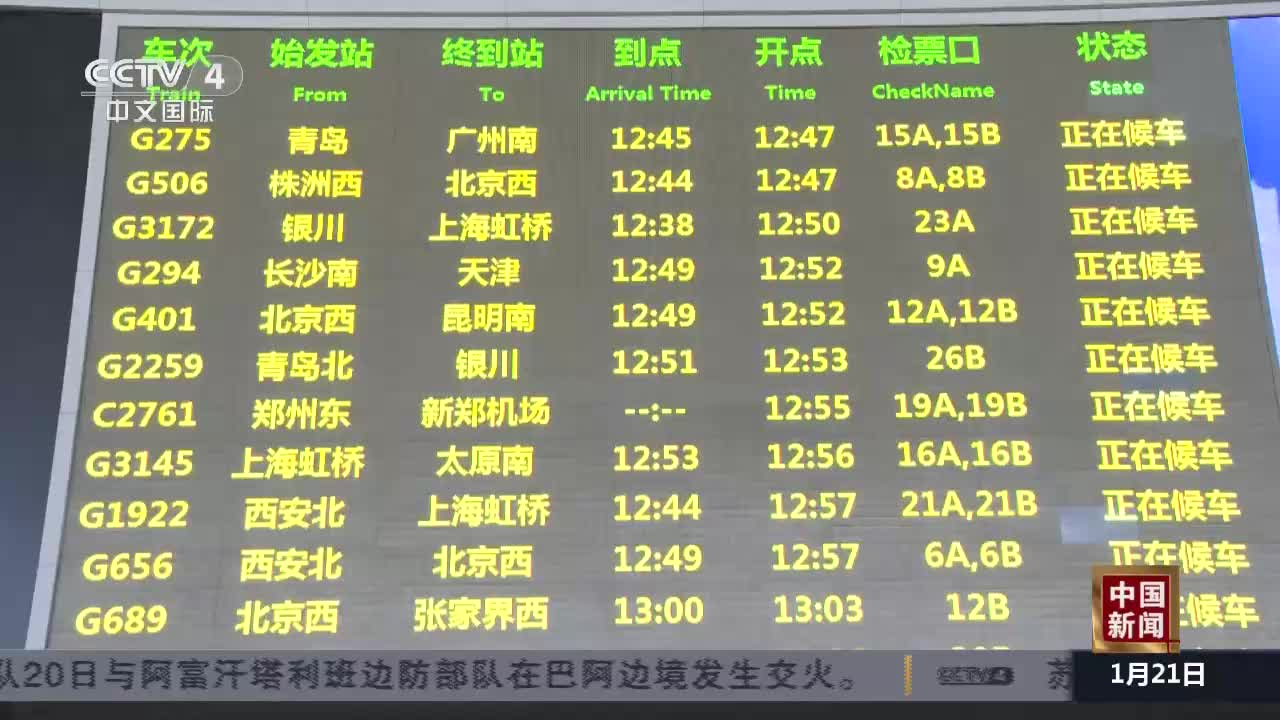 车次 始发站 终到站 到点 开点 检票口 状态
CCTV 4
Train From To Arrival Time Time CheckName State
中文国际
G275 青岛 广州南 12:45 12:47 15A,15B 正在候车
G506 株洲西 北京西 12:44 12:47 8A,8B 正在候车
G3172 银川 上海虹桥 12:38 12:50 23A 正在候车
G294 长沙南 天津 12:49 12:52 9A 正在候车
G401 北京西 昆明南 12:49 12:52 12A,12B 正在候车
G2259 青岛北 银川 12:51 12:53 26B 正在候车
C2761 郑州东 新郑机场 --:-- 12:55 19A,19B 正在候车
G3145 上海虹桥 太原南 12:53 12:56 16A,16B 正在候车
G1922 西安北 上海虹桥 12:44 12:57 21A,21B 正在候车
G656 西安北 北京西 12:49 12:57 6A,6B 正在候车
G689 北京西 张家界西 13:00 13:03 12B 候车
中国
新闻
队20日与阿富汗塔利班边防部队在巴阿边境发生交火。 CCTV4 苏
1月21日